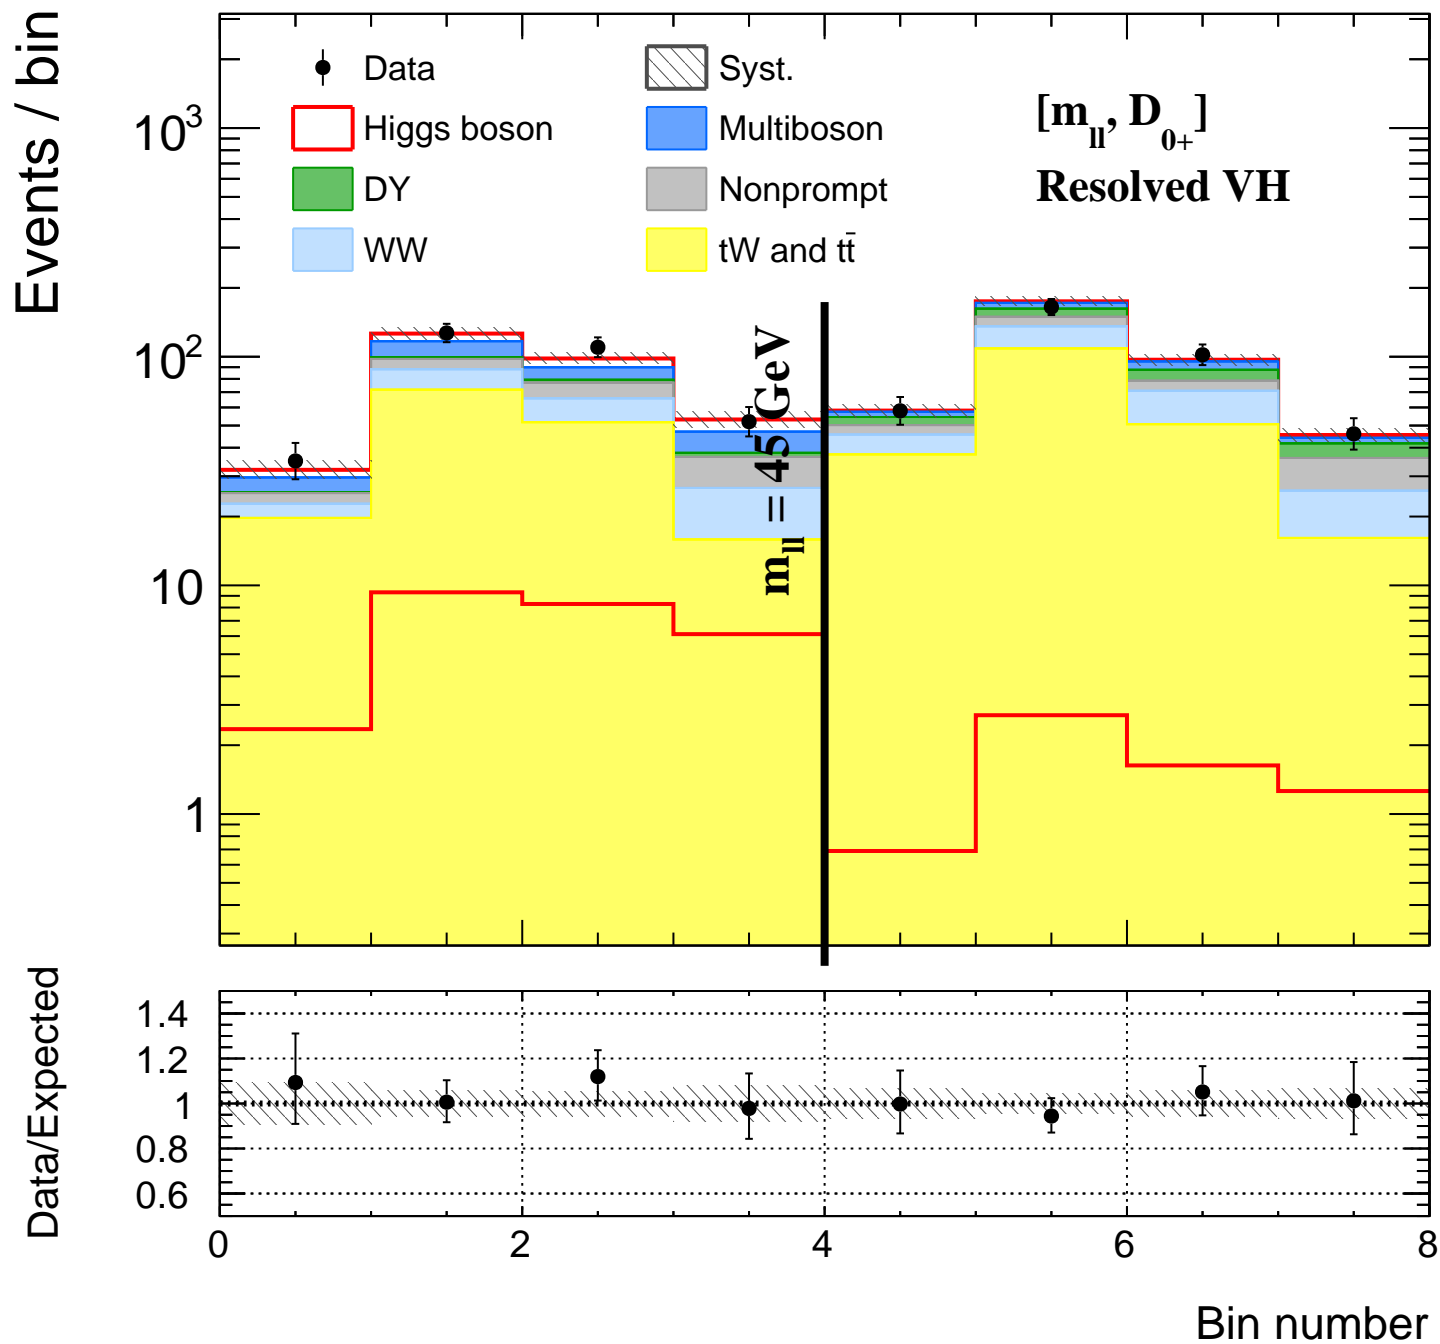 Events / bin
10³
10²
10
1
Data
Syst.
Higgs boson
Multiboson
DY
Nonprompt
WW
tW and tt̄
[m_ll, D_0+]
Resolved VH
m_ll = 45 GeV
Data/Expected
1.4
1.2
1
0.8
0.6
0 2 4 6 8
Bin number